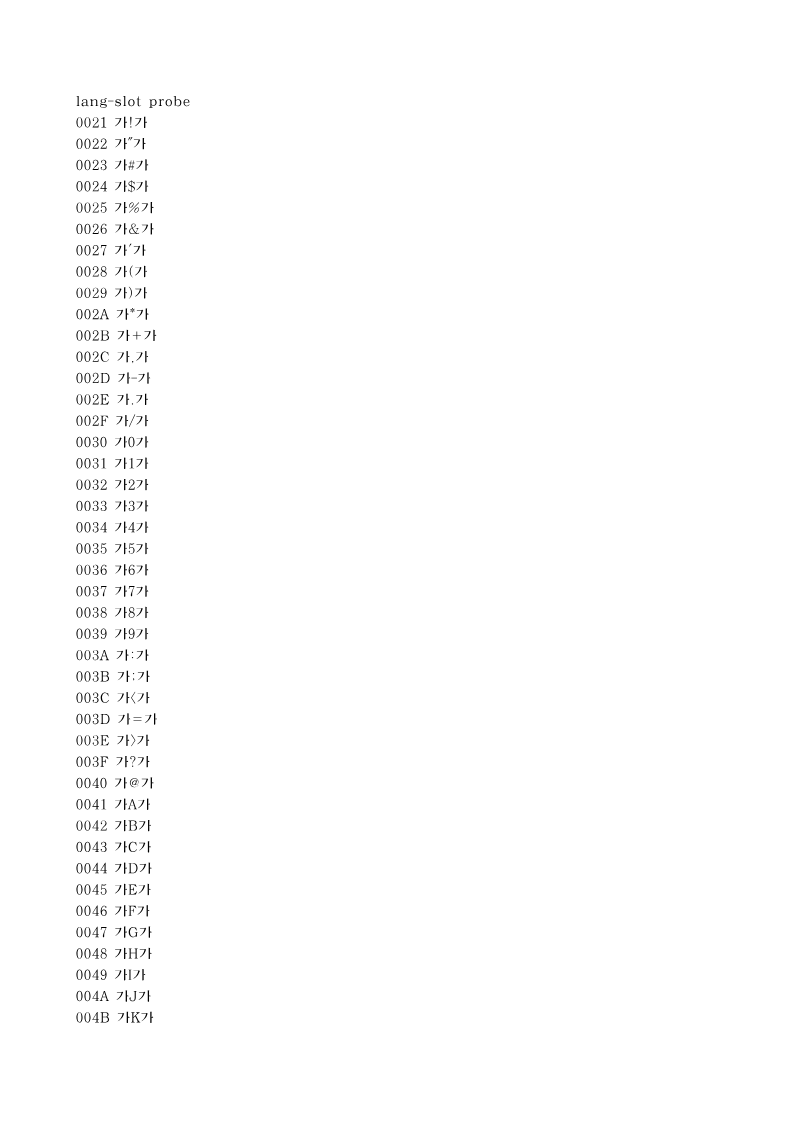 lang-slot probe
0021 가!가
0022 가"가
0023 가#가
0024 가$가
0025 가%가
0026 가&가
0027 가'가
0028 가(가
0029 가)가
002A 가*가
002B 가+가
002C 가,가
002D 가-가
002E 가.가
002F 가/가
0030 가0가
0031 가1가
0032 가2가
0033 가3가
0034 가4가
0035 가5가
0036 가6가
0037 가7가
0038 가8가
0039 가9가
003A 가:가
003B 가;가
003C 가<가
003D 가=가
003E 가>가
003F 가?가
0040 가@가
0041 가A가
0042 가B가
0043 가C가
0044 가D가
0045 가E가
0046 가F가
0047 가G가
0048 가H가
0049 가I가
004A 가J가
004B 가K가